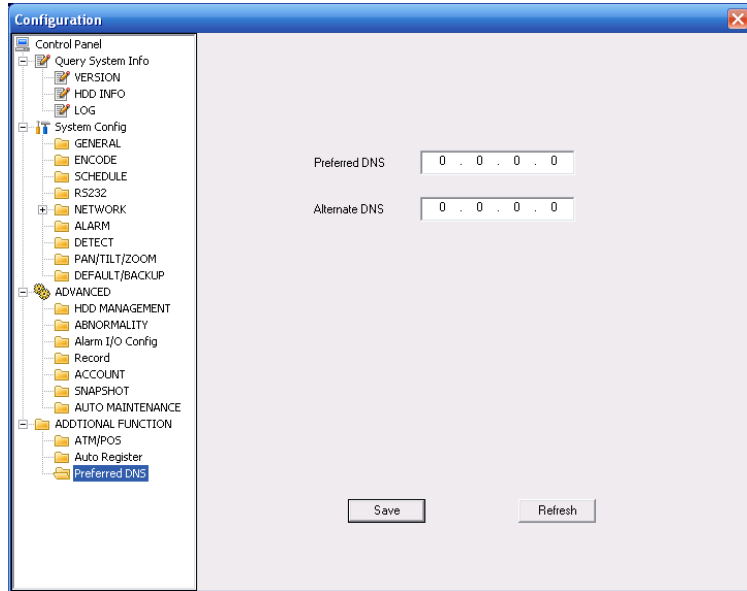 Configuration
Control Panel
Query System Info
VERSION
HDD INFO
LOG
System Config
GENERAL
ENCODE
SCHEDULE
RS232
NETWORK
ALARM
DETECT
PAN/TILT/ZOOM
DEFAULT/BACKUP
ADVANCED
HDD MANAGEMENT
ABNORMALITY
Alarm I/O Config
Record
ACCOUNT
SNAPSHOT
AUTO MAINTENANCE
ADDTIONAL FUNCTION
ATM/POS
Auto Register
Preferred DNS
Preferred DNS 0 . 0 . 0 . 0
Alternate DNS 0 . 0 . 0 . 0
Save Refresh